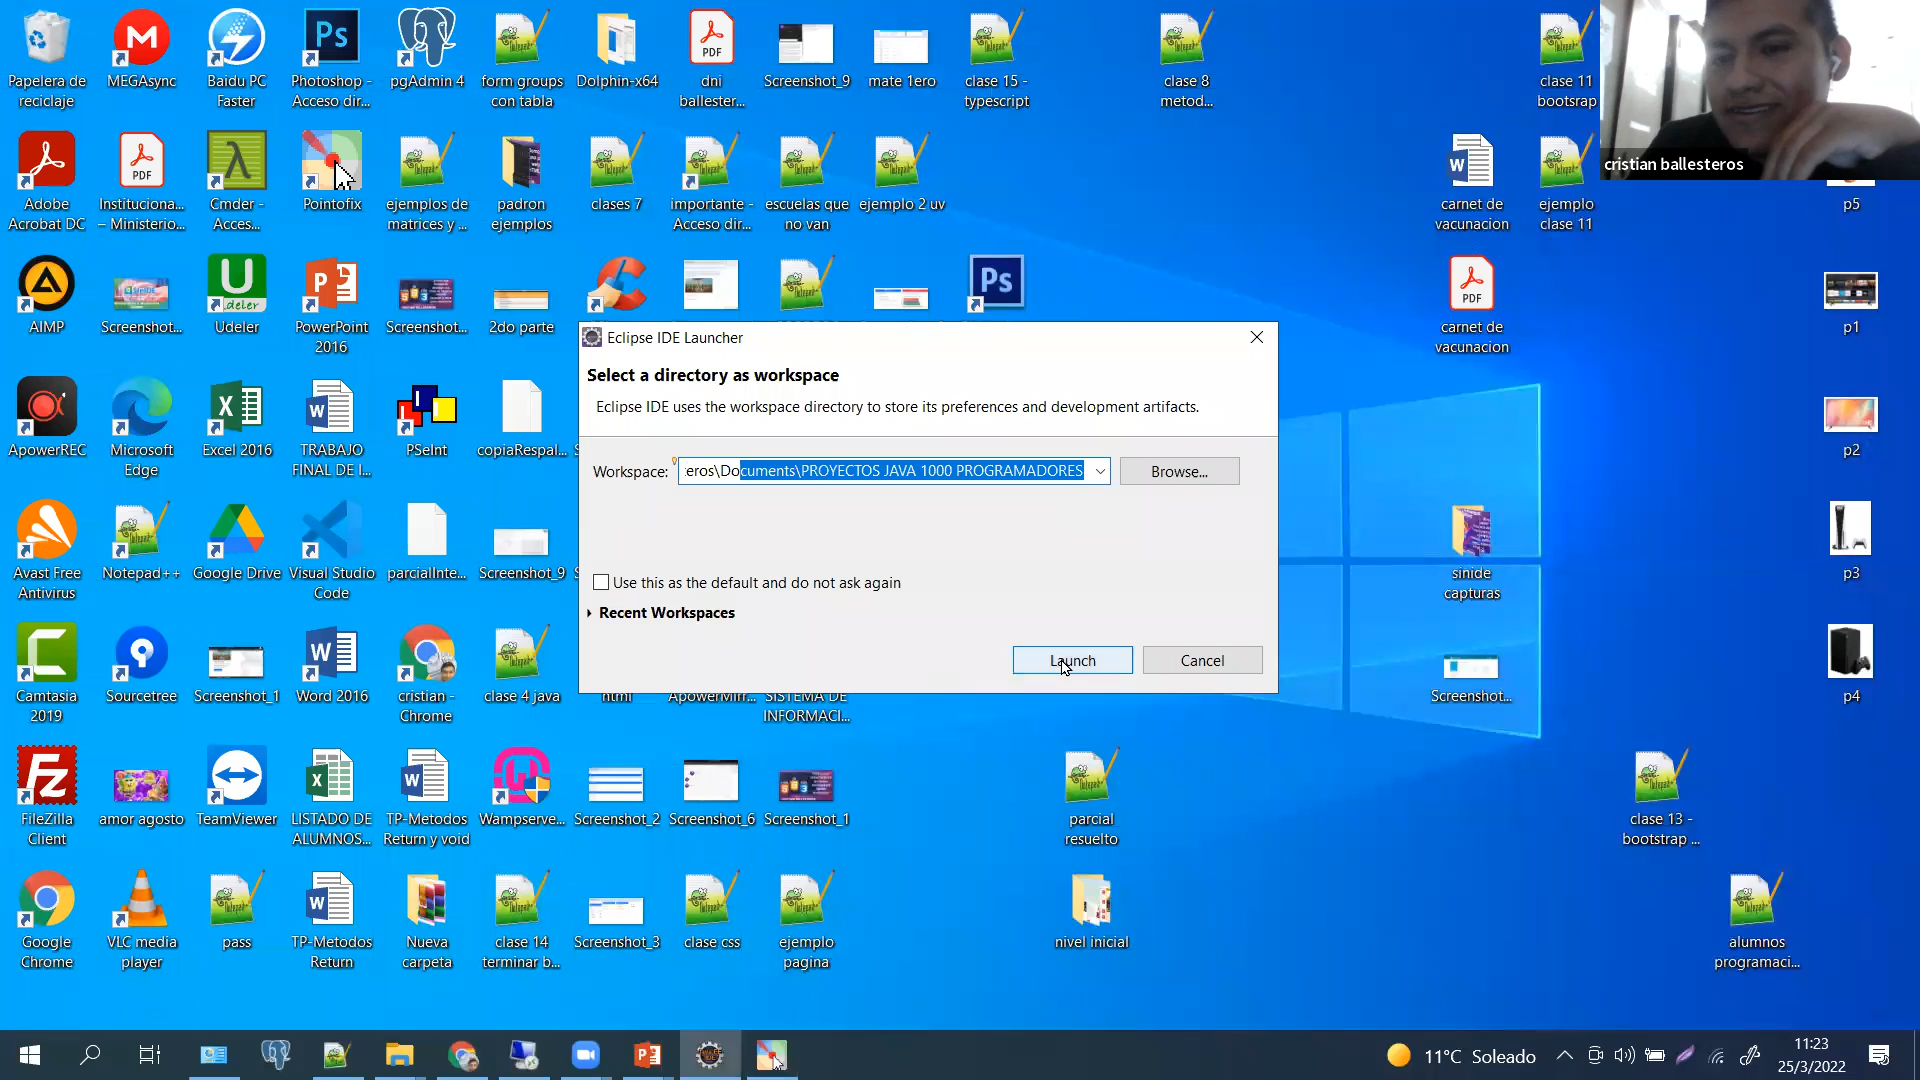 Papelera de
reciclaje
MEGAsync
Baidu PC
Faster
Photoshop -
Acceso dir...
pgAdmin 4
form groups
con tabla
Dolphin-x64
dni
ballester...
Screenshot_9
mate 1ero
clase 15 -
typescript
clase 8
metod...
clase 11
bootsrap
cristian ballesteros
Adobe
Acrobat DC
Instituciona...
– Ministerio...
Cmder -
Acces...
Pointofix
ejemplos de
matrices y ...
padron
ejemplos
clases 7
importante -
Acceso dir...
escuelas que
no van
ejemplo 2 uv
carnet de
vacunacion
ejemplo
clase 11
p5
AIMP
Screenshot...
Udeler
PowerPoint
2016
Screenshot...
2do parte
carnet de
vacunacion
p1
Eclipse IDE Launcher
Select a directory as workspace
Eclipse IDE uses the workspace directory to store its preferences and development artifacts.
Workspace:
eros\Documents\PROYECTOS JAVA 1000 PROGRAMADORES
Browse...
Use this as the default and do not ask again
Recent Workspaces
Launch
Cancel
ApowerREC
Microsoft
Edge
Excel 2016
TRABAJO
FINAL DE I...
PSeInt
copiaRespal...
p2
Avast Free
Antivirus
Notepad++
Google Drive
Visual Studio
Code
parcialInte...
Screenshot_9
sinide
capturas
p3
Camtasia
2019
Sourcetree
Screenshot_1
Word 2016
cristian -
Chrome
clase 4 java
html
ApowerMirr...
SISTEMA DE
INFORMACI...
Screenshot...
p4
FileZilla
Client
amor agosto
TeamViewer
LISTADO DE
ALUMNOS...
TP-Metodos
Return y void
Wampserve...
Screenshot_2
Screenshot_6
Screenshot_1
parcial
resuelto
clase 13 -
bootstrap ...
Google
Chrome
VLC media
player
pass
TP-Metodos
Return
Nueva
carpeta
clase 14
terminar b...
Screenshot_3
clase css
ejemplo
pagina
nivel inicial
alumnos
programaci...
11°C Soleado
11:23
25/3/2022